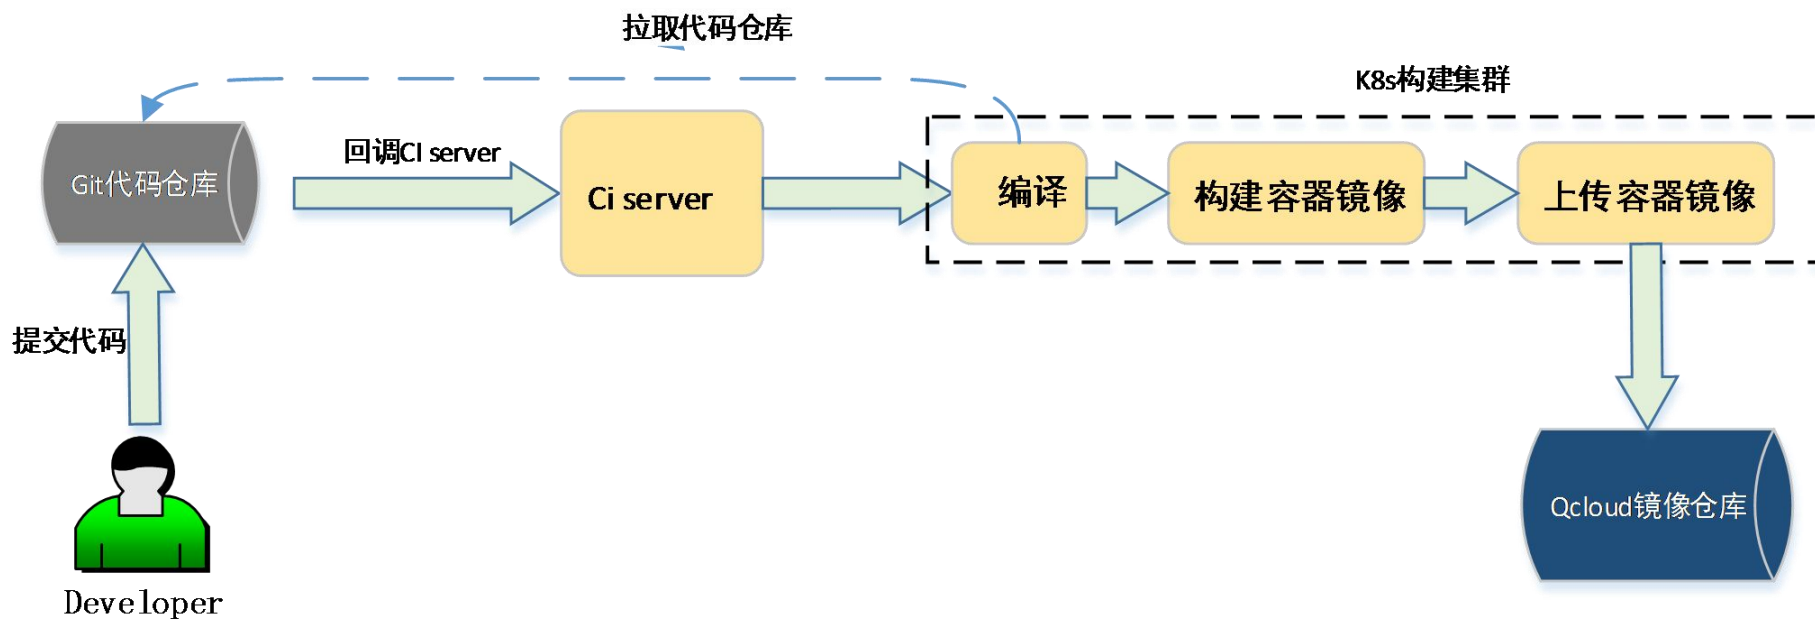 拉取代码仓库
K8s构建集群
回调CI server
Git代码仓库
Ci server
编译
构建容器镜像
上传容器镜像
提交代码
Qcloud镜像仓库
Developer